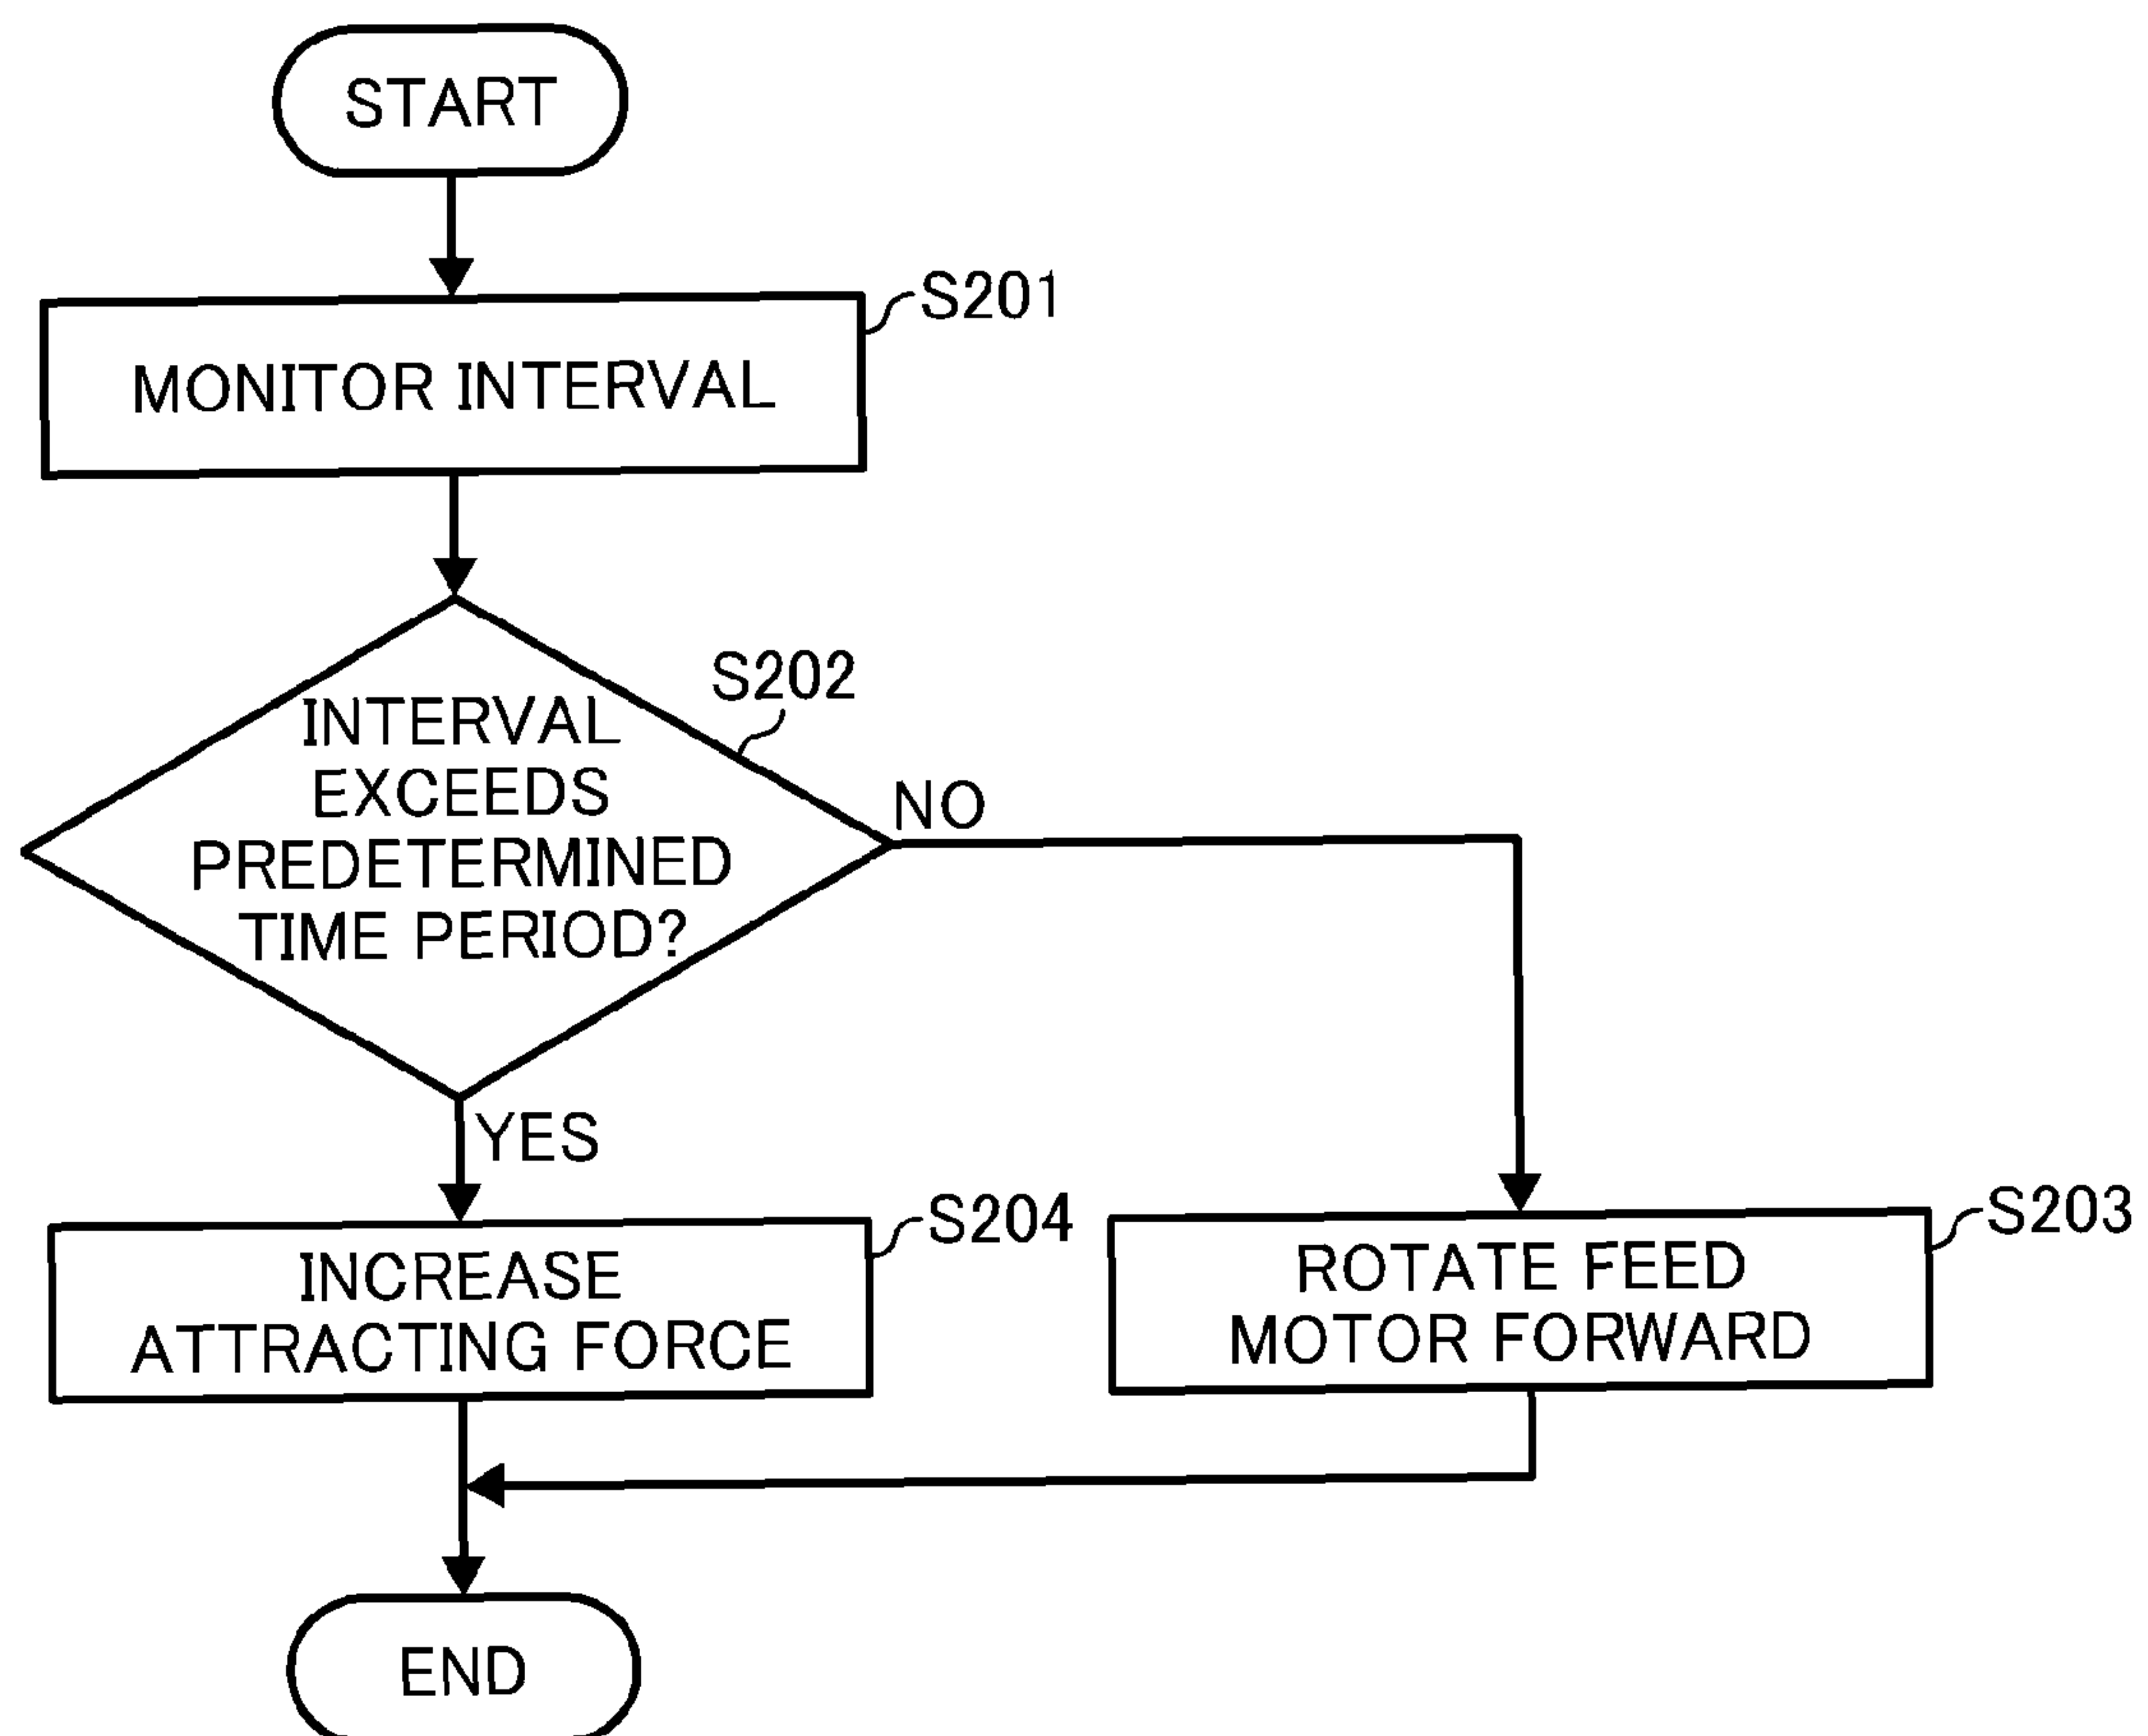 START
S201
MONITOR INTERVAL
S202
INTERVAL
EXCEEDS
PREDETERMINED
TIME PERIOD?
NO
YES
S204
INCREASE
ATTRACTING FORCE
S203
ROTATE FEED
MOTOR FORWARD
END